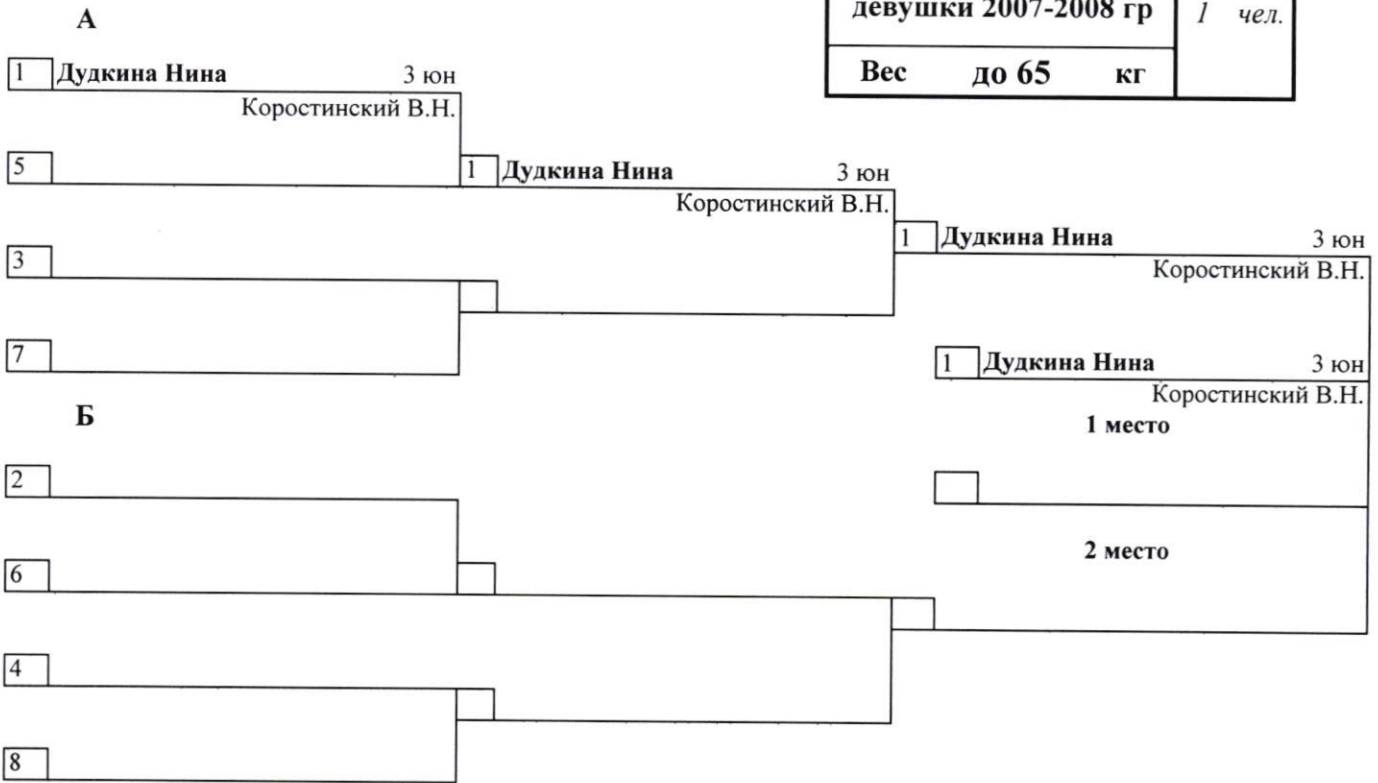 А
девушки 2007-2008 гр
1 чел.
Вес до 65 кг
1 Дудкина Нина 3 юн
Коростинский В.Н.
5
1 Дудкина Нина 3 юн
Коростинский В.Н.
1 Дудкина Нина 3 юн
Коростинский В.Н.
3
7
1 Дудкина Нина 3 юн
Коростинский В.Н.
1 место
Б
2
2 место
6
4
8